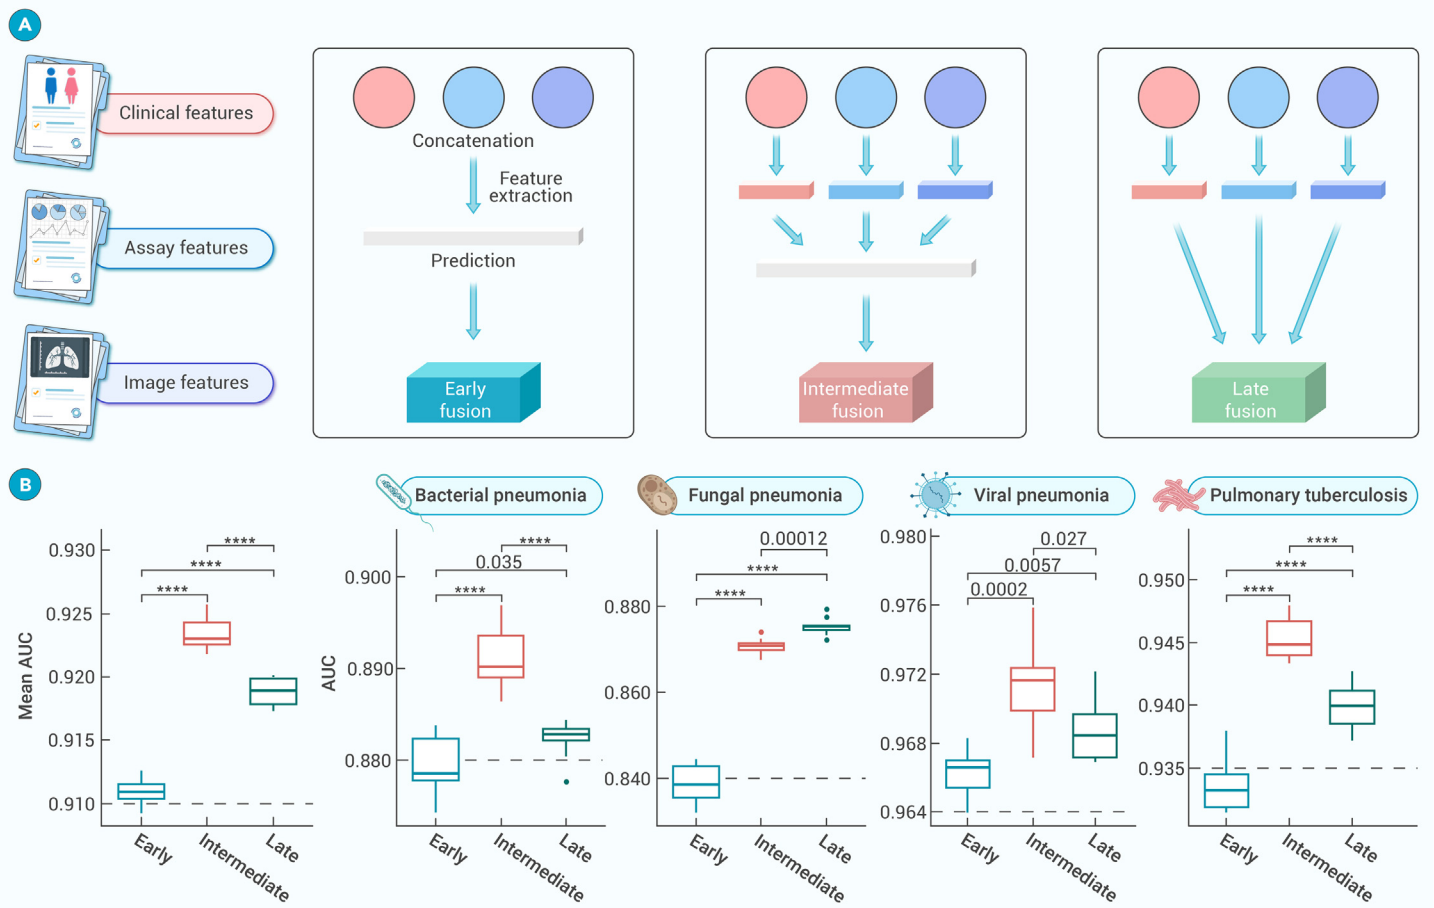 A
Clinical features
Assay features
Image features
Concatenation
Feature
extraction
Prediction
Early
fusion
Intermediate
fusion
Late
fusion
B
Bacterial pneumonia
Fungal pneumonia
Viral pneumonia
Pulmonary tuberculosis
Mean AUC
0.930
0.925
0.920
0.915
0.910
****
****
****
Early
Intermediate
Late
AUC
0.900
0.890
0.880
****
0.035
****
Early
Intermediate
Late
0.880
0.860
0.840
0.00012
****
****
Early
Intermediate
Late
0.980
0.976
0.972
0.968
0.964
0.027
0.0057
0.0002
Early
Intermediate
Late
0.950
0.945
0.940
0.935
****
****
****
Early
Intermediate
Late